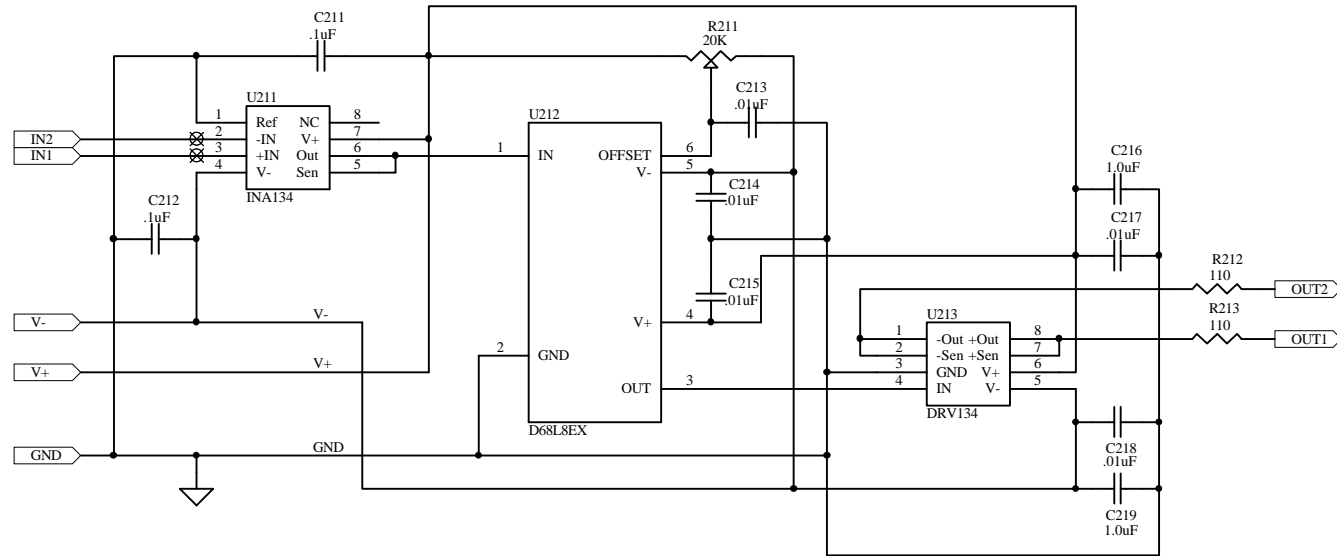 C211
.1uF
R211
20K
C213
.01uF
U211
1 Ref NC 8
2 -IN V+ 7
3 +IN Out 6
4 V- Sen 5
INA134
IN2
IN1
C212
.1uF
U212
1 IN OFFSET 6
V- 5
C214
.01uF
C215
.01uF
V+ 4
2 GND
OUT 3
D68L8EX
C216
1.0uF
C217
.01uF
R212
110
OUT2
R213
110
OUT1
U213
1 -Out +Out 8
2 -Sen +Sen 7
3 GND V+ 6
4 IN V- 5
DRV134
C218
.01uF
C219
1.0uF
V- V-
V+ V+
GND GND